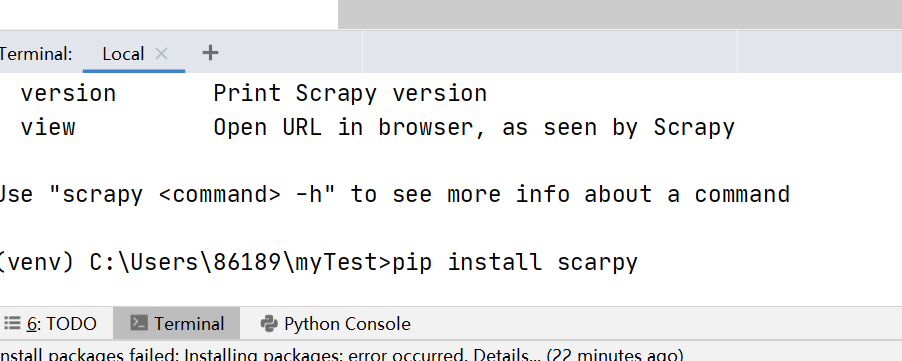 Terminal: Local × +
version Print Scrapy version
view Open URL in browser, as seen by Scrapy
Use "scrapy <command> -h" to see more info about a command
(venv) C:\Users\86189\myTest>pip install scarpy
6: TODO Terminal Python Console
nstall packages failed: Installing packages: error occurred. Details... (22 minutes ago)